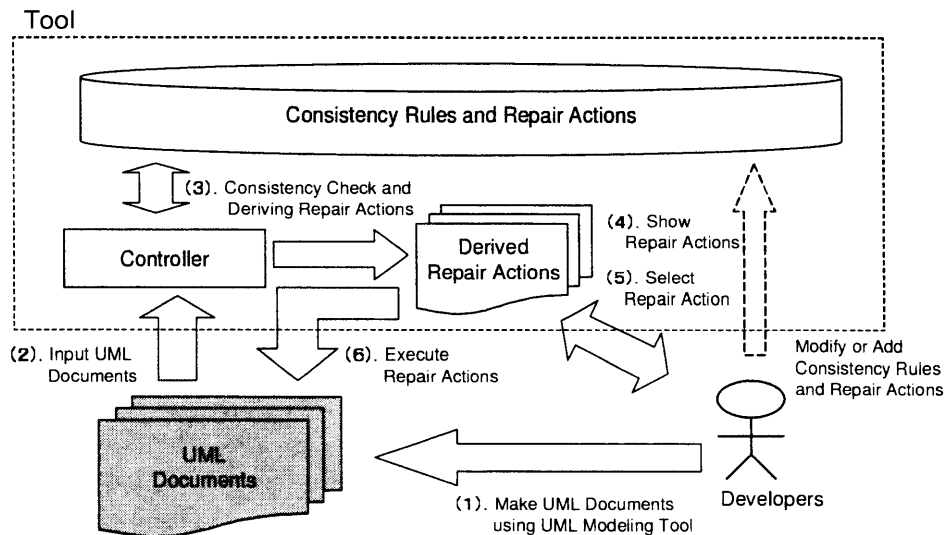 Tool
Consistency Rules and Repair Actions
(3). Consistency Check and
Deriving Repair Actions
Controller
Derived
Repair Actions
(4). Show
Repair Actions
(5). Select
Repair Action
(2). Input UML
Documents
(6). Execute
Repair Actions
Modify or Add
Consistency Rules
and Repair Actions
UML
Documents
(1). Make UML Documents
using UML Modeling Tool
Developers